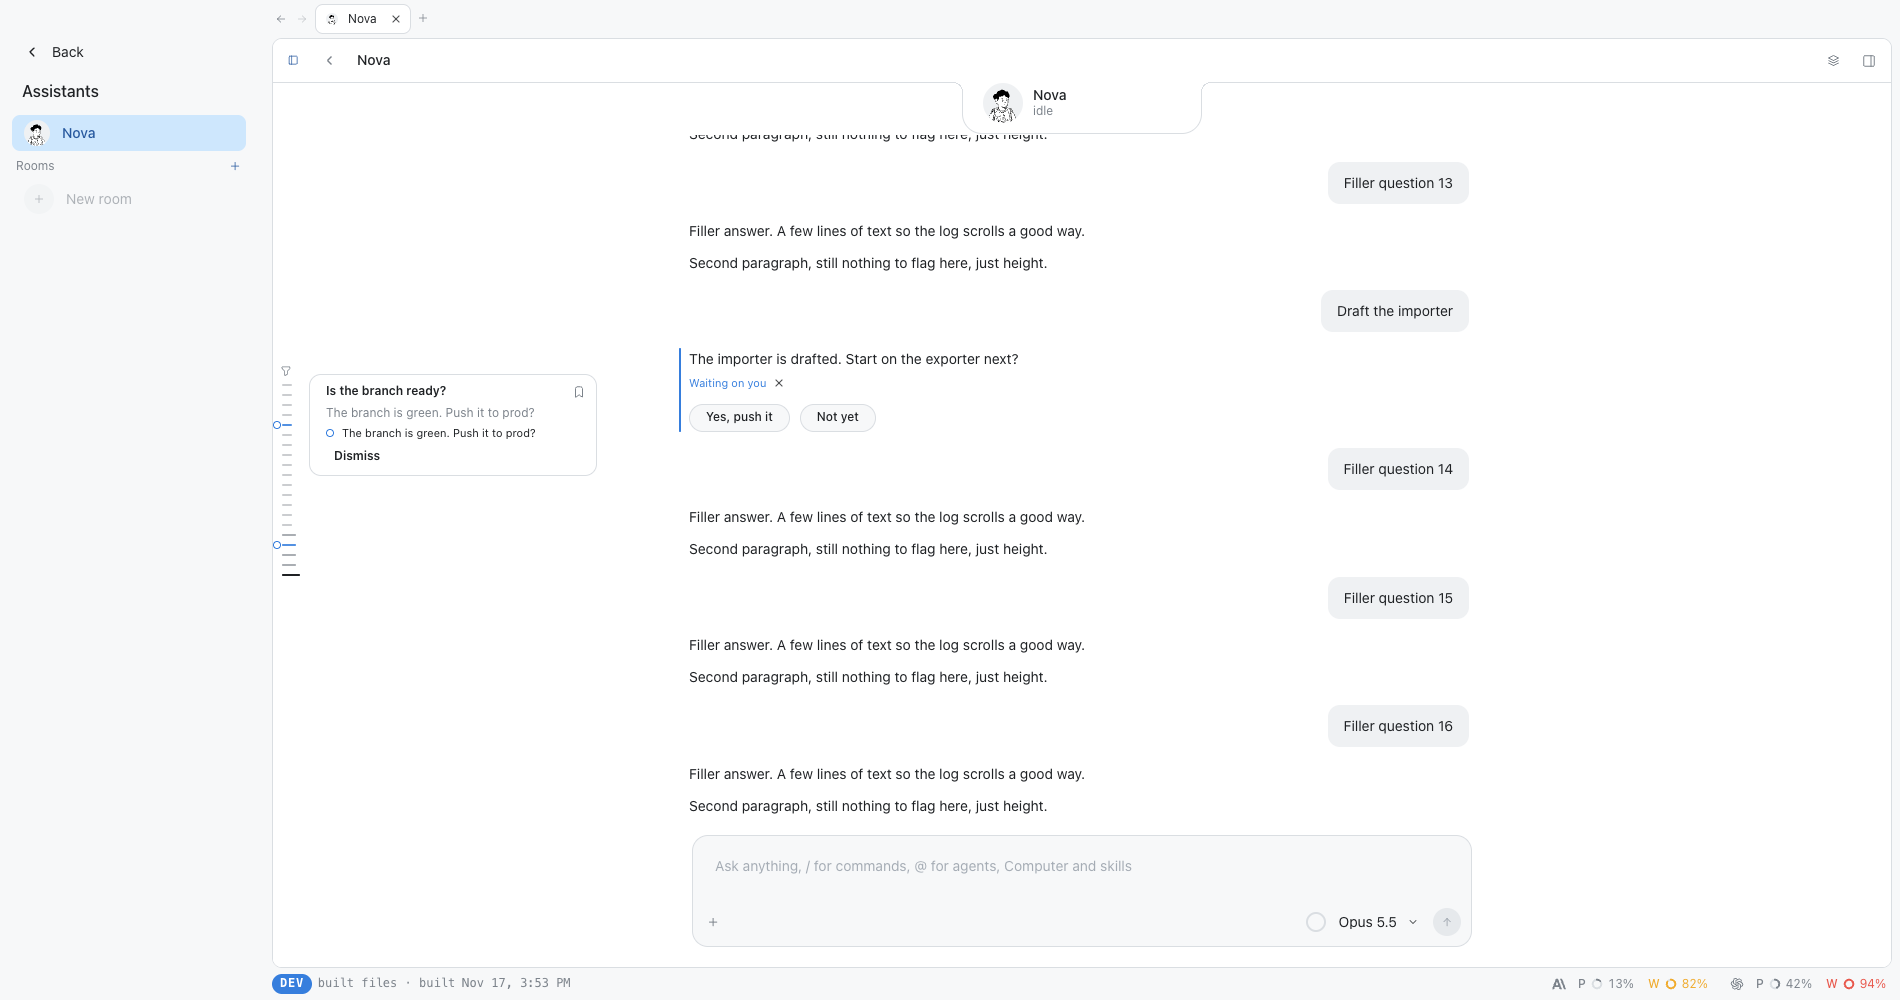 Nova
Back
Nova
Assistants
Nova
Rooms
New room
Nova
idle
Second paragraph, still nothing to flag here, just height.
Filler question 13
Filler answer. A few lines of text so the log scrolls a good way.
Second paragraph, still nothing to flag here, just height.
Draft the importer
The importer is drafted. Start on the exporter next?
Waiting on you
Yes, push it
Not yet
Is the branch ready?
The branch is green. Push it to prod?
The branch is green. Push it to prod?
Dismiss
Filler question 14
Filler answer. A few lines of text so the log scrolls a good way.
Second paragraph, still nothing to flag here, just height.
Filler question 15
Filler answer. A few lines of text so the log scrolls a good way.
Second paragraph, still nothing to flag here, just height.
Filler question 16
Filler answer. A few lines of text so the log scrolls a good way.
Second paragraph, still nothing to flag here, just height.
Ask anything, / for commands, @ for agents, Computer and skills
Opus 5.5
DEV built files · built Nov 17, 3:53 PM
P 13% W 82% P 42% W 94%